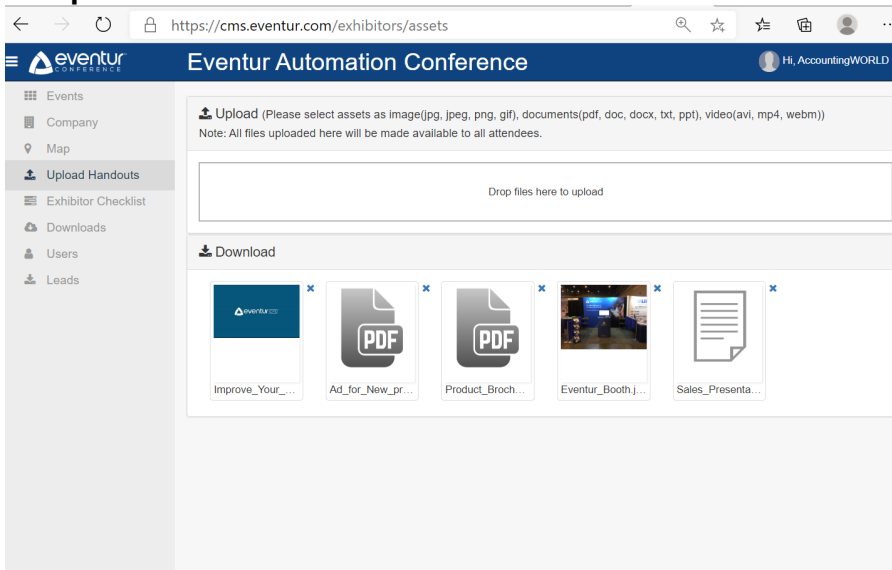 https://cms.eventur.com/exhibitors/assets
eventur
CONFERENCE
Eventur Automation Conference
Hi, AccountingWORLD
Events
Company
Map
Upload Handouts
Exhibitor Checklist
Downloads
Users
Leads
Upload (Please select assets as image(jpg, jpeg, png, gif), documents(pdf, doc, docx, txt, ppt), video(avi, mp4, webm))
Note: All files uploaded here will be made available to all attendees.
Drop files here to upload
Download
eventur
PDF
PDF
Improve_Your_...
Ad_for_New_pr...
Product_Broch...
Eventur_Booth.j...
Sales_Presenta...